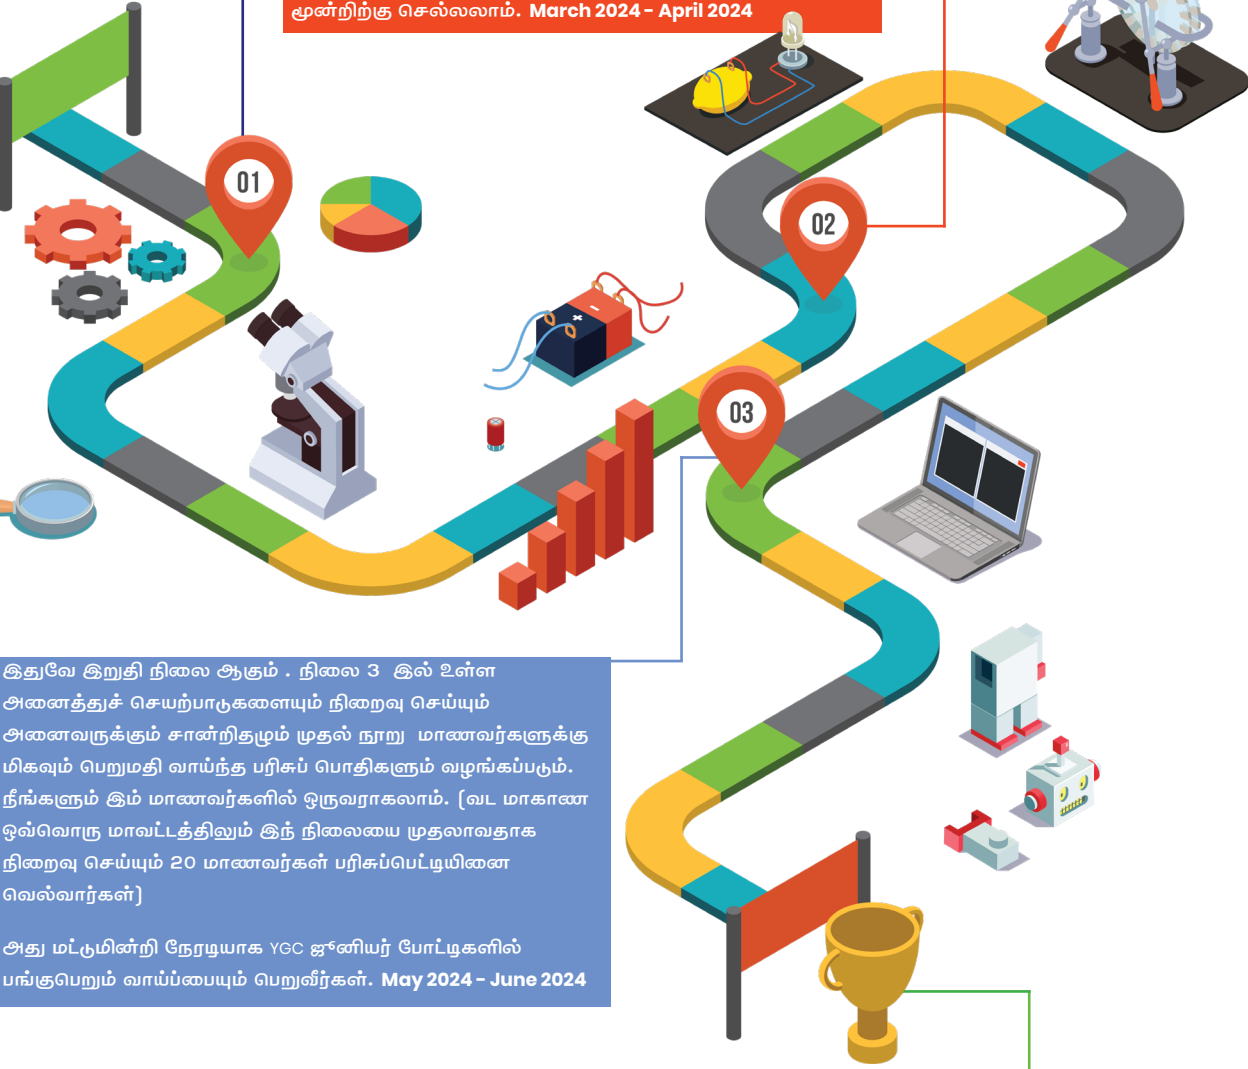 மூன்றிற்கு செல்லலாம். March 2024 - April 2024
01
02
03
இதுவே இறுதி நிலை ஆகும் . நிலை 3 இல் உள்ள
அனைத்துச் செயற்பாடுகளையும் நிறைவு செய்யும்
அனைவருக்கும் சான்றிதழும் முதல் நூறு மாணவர்களுக்கு
மிகவும் பெறுமதி வாய்ந்த பரிசுப் பொதிகளும் வழங்கப்படும்.
நீங்களும் இம் மாணவர்களில் ஒருவராகலாம். (வட மாகாண
ஒவ்வொரு மாவட்டத்திலும் இந் நிலையை முதலாவதாக
நிறைவு செய்யும் 20 மாணவர்கள் பரிசுப்பெட்டியினை
வெல்வார்கள்)
அது மட்டுமின்றி நேரடியாக YGC ஜூனியர் போட்டிகளில்
பங்குபெறும் வாய்ப்பையும் பெறுவீர்கள். May 2024 - June 2024